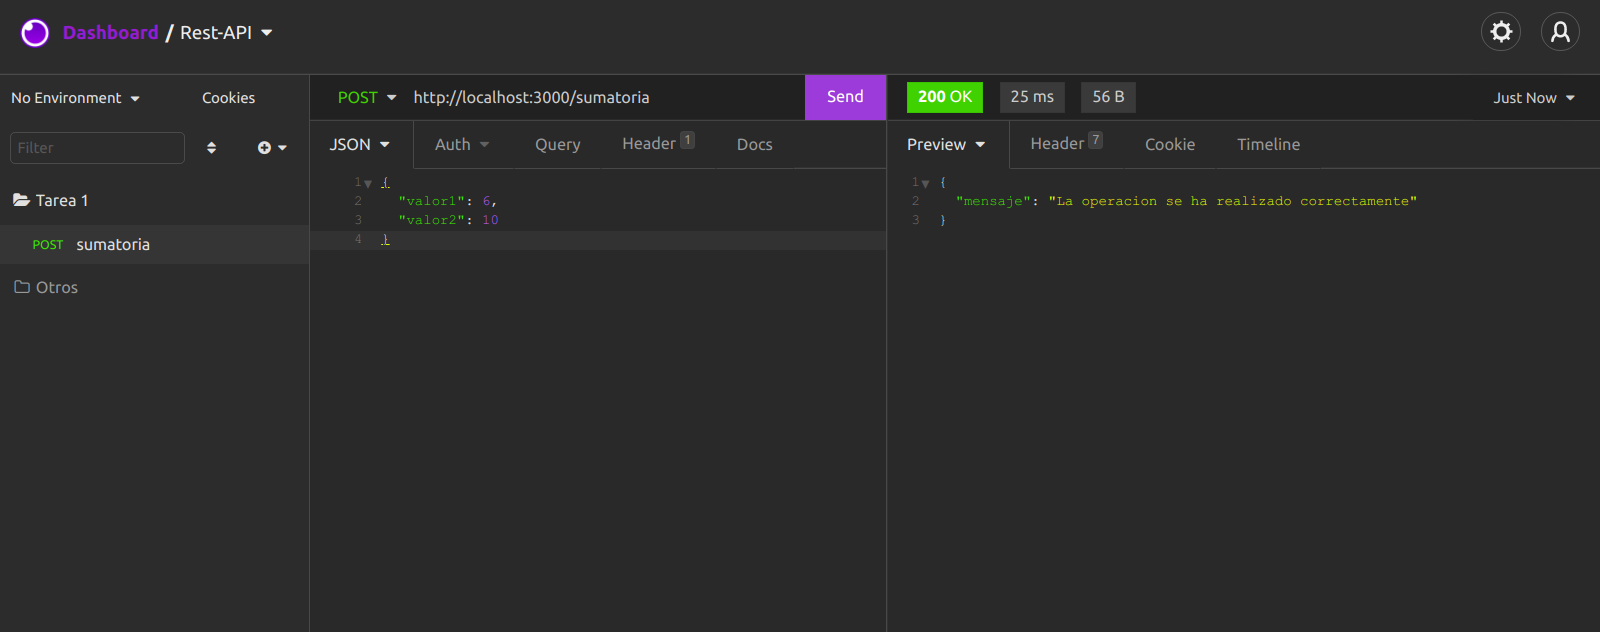 Dashboard / Rest-API
No Environment
Cookies
Filter
Tarea 1
POST sumatoria
Otros
POST http://localhost:3000/sumatoria Send
JSON Auth Query Header 1 Docs
1 {
2 "valor1": 6,
3 "valor2": 10
4 }
200 OK 25 ms 56 B Just Now
Preview Header 7 Cookie Timeline
1 {
2 "mensaje": "La operacion se ha realizado correctamente"
3 }